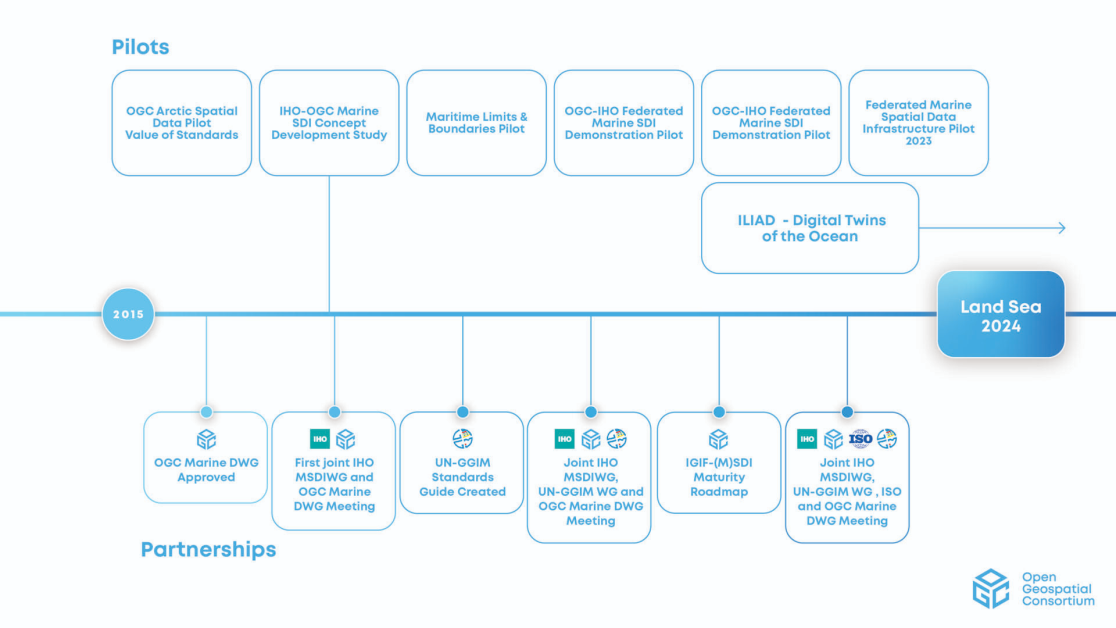 Pilots
OGC Arctic Spatial
Data Pilot
Value of Standards
IHO-OGC Marine
SDI Concept
Development Study
Maritime Limits &
Boundaries Pilot
OGC-IHO Federated
Marine SDI
Demonstration Pilot
OGC-IHO Federated
Marine SDI
Demonstration Pilot
Federated Marine
Spatial Data
Infrastructure Pilot
2023
ILIAD - Digital Twins
of the Ocean
2015
Land Sea
2024
OGC Marine DWG
Approved
IHO
First joint IHO
MSDIWG and
OGC Marine
DWG Meeting
UN-GGIM
Standards
Guide Created
IHO
Joint IHO
MSDIWG,
UN-GGIM WG and
OGC Marine DWG
Meeting
IGIF-(M)SDI
Maturity
Roadmap
IHO
ISO
Joint IHO
MSDIWG,
UN-GGIM WG , ISO
and OGC Marine
DWG Meeting
Partnerships
OGC
Open
Geospatial
Consortium